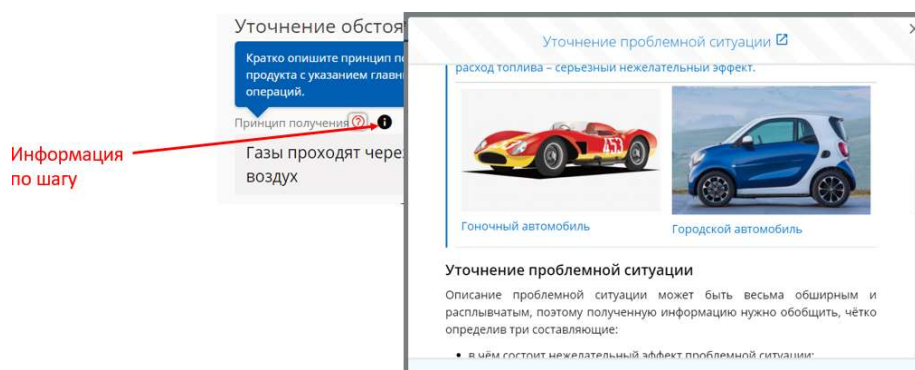 Уточнение обстоя
Кратко опишите принцип по
продукта с указанием главн
операций.
Принцип получения
Газы проходят чере
воздух
Информация
по шагу
Уточнение проблемной ситуации
расход топлива – серьезный нежелательный эффект.
453
Гоночный автомобиль
Городской автомобиль
Уточнение проблемной ситуации
Описание проблемной ситуации может быть весьма обширным и
расплывчатым, поэтому полученную информацию нужно обобщить, чётко
определив три составляющие:
• в чём состоит нежелательный эффект проблемной ситуации;